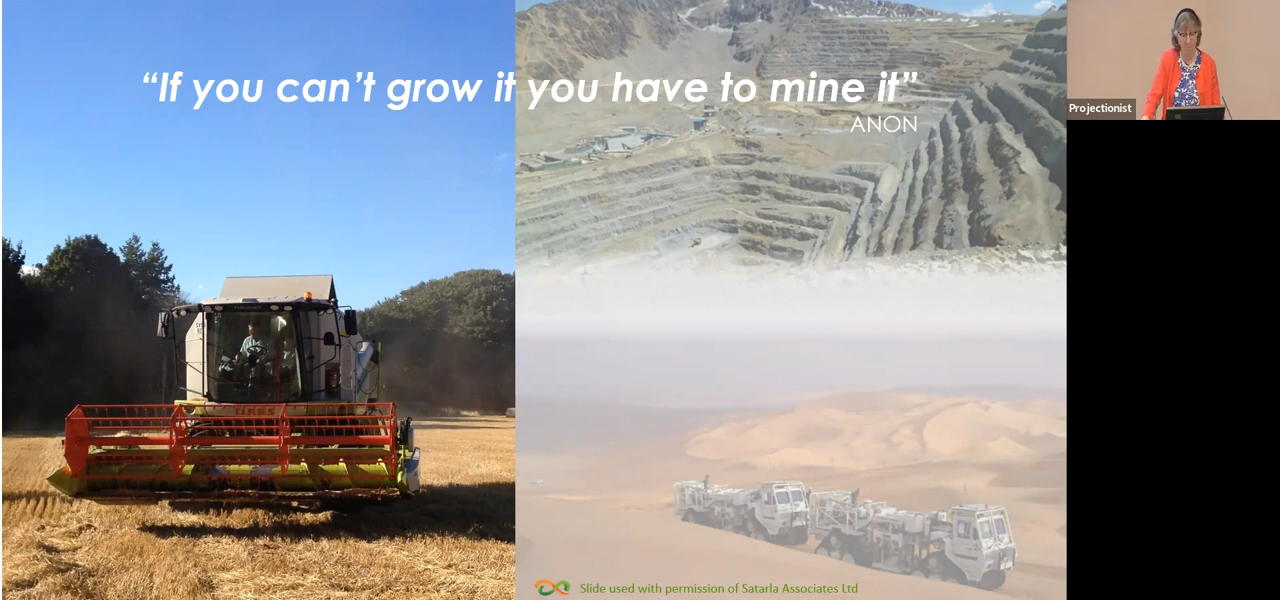 “If you can’t grow it you have to mine it”
ANON
Projectionist
CLAAS
Slide used with permission of Satarla Associates Ltd